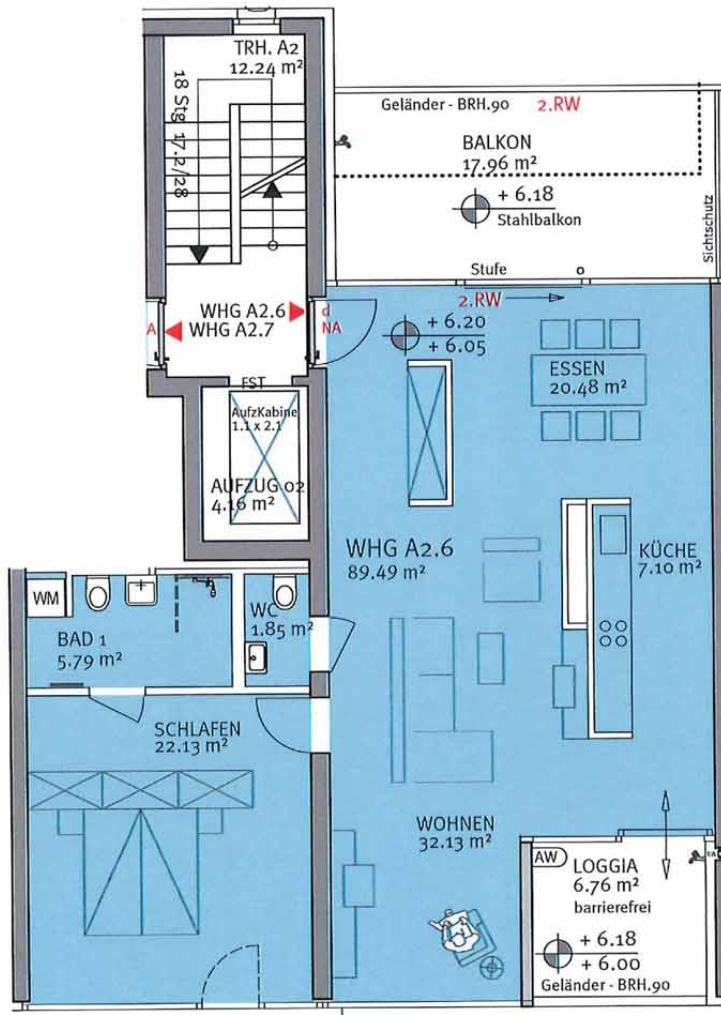 TRH. A2
12.24 m²
18 Stg. 17.2/28
Geländer - BRH.90 2.RW
BALKON
17.96 m²
+ 6.18
Stahlbalkon
Sichtschutz
Stufe
2.RW
WHG A2.6
WHG A2.7
A
d
NA
+ 6.20
+ 6.05
ESSEN
20.48 m²
FST
AufzKabine
1.1 x 2.1
AUFZUG 02
4.16 m²
WHG A2.6
89.49 m²
KÜCHE
7.10 m²
WM
BAD 1
5.79 m²
WC
1.85 m²
SCHLAFEN
22.13 m²
WOHNEN
32.13 m²
AW
LOGGIA
6.76 m²
barrierefrei
+ 6.18
+ 6.00
Geländer - BRH.90